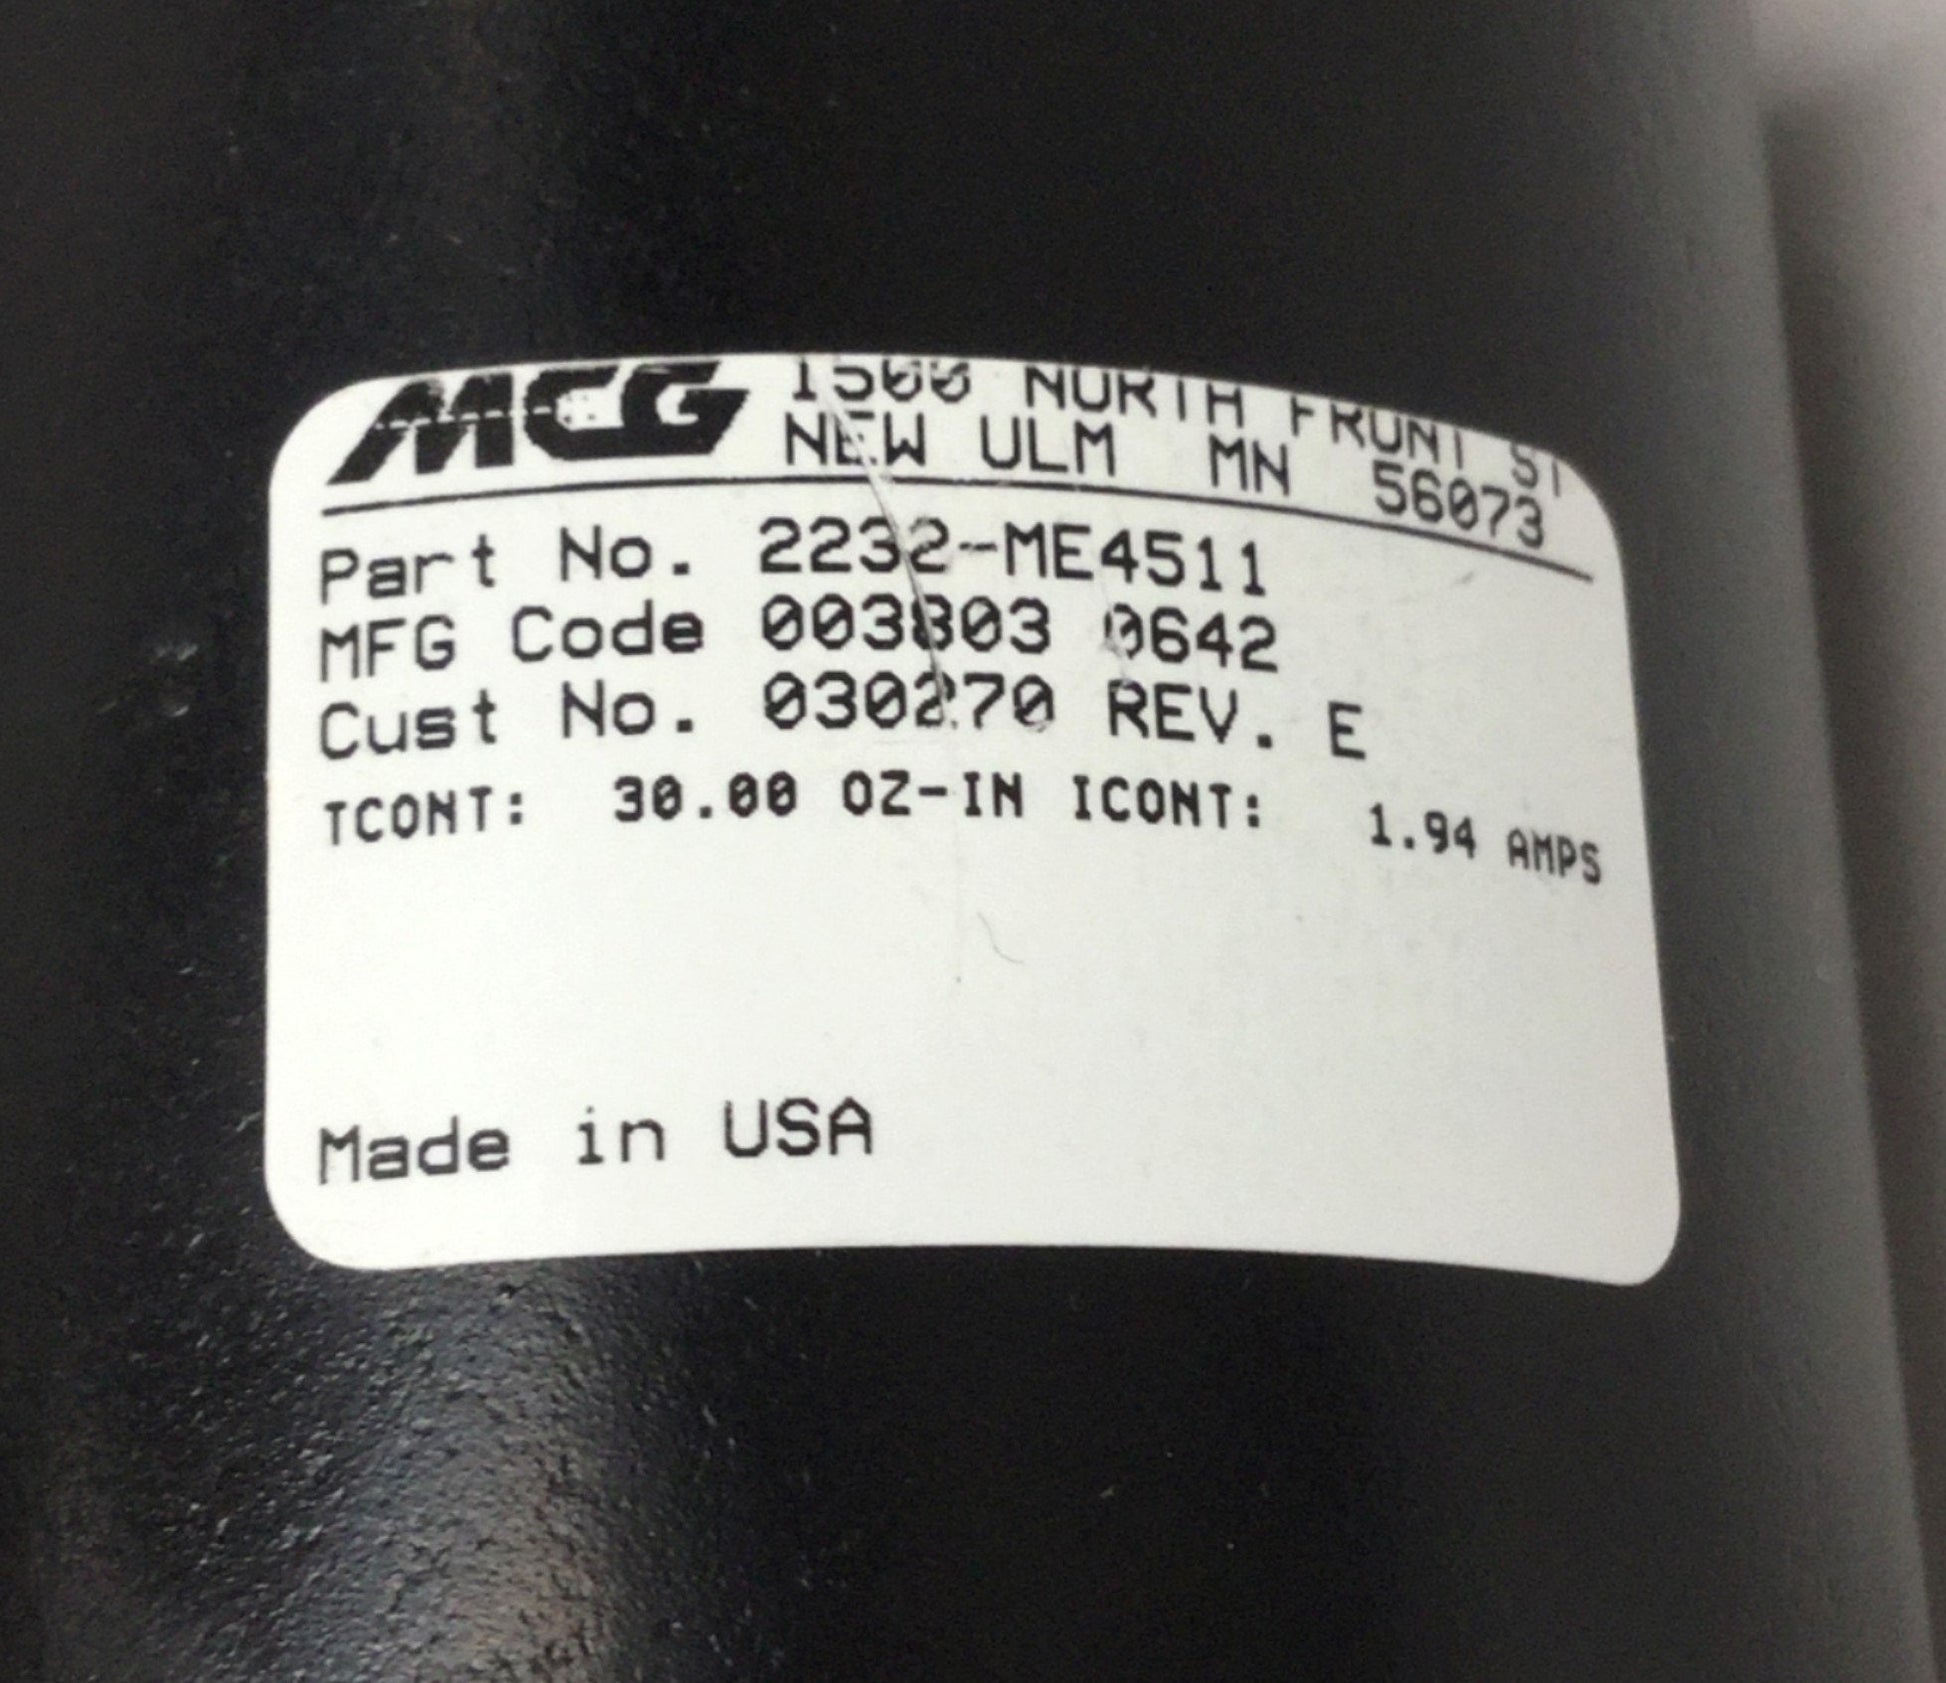 MCG 1500 NORTH FRONT ST
NEW ULM MN 56073
Part No. 2232-ME4511
MFG Code 003803 0642
Cust No. 030270 REV. E
TCONT: 30.00 OZ-IN ICONT: 1.94 AMPS
Made in USA